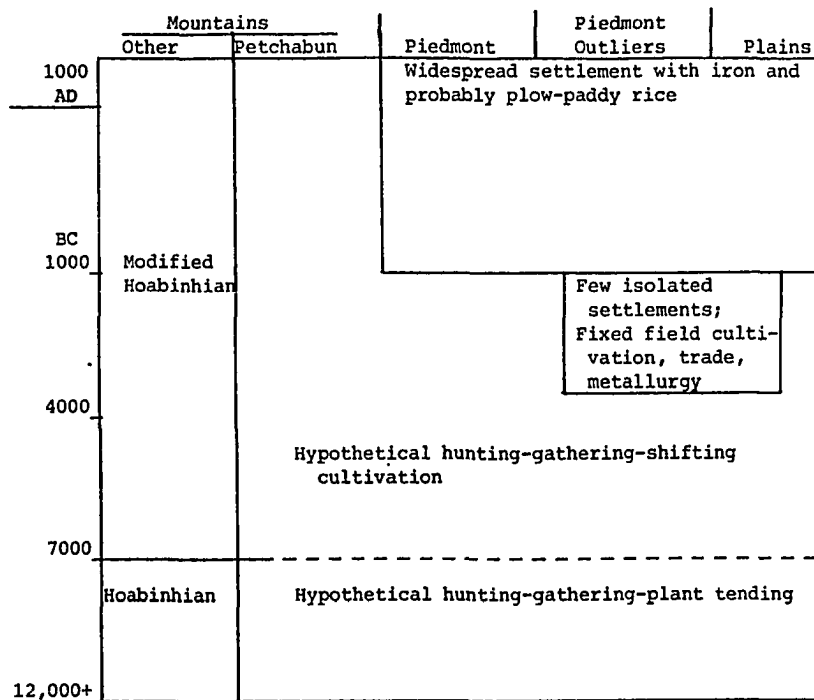 Mountains
Other Petchabun Piedmont Piedmont Outliers Plains
1000
AD
Widespread settlement with iron and
probably plow-paddy rice
BC
1000
Modified
Hoabinhian
Few isolated
settlements;
Fixed field culti-
vation, trade,
metallurgy
4000
Hypothetical hunting-gathering-shifting
cultivation
7000
Hoabinhian Hypothetical hunting-gathering-plant tending
12,000+